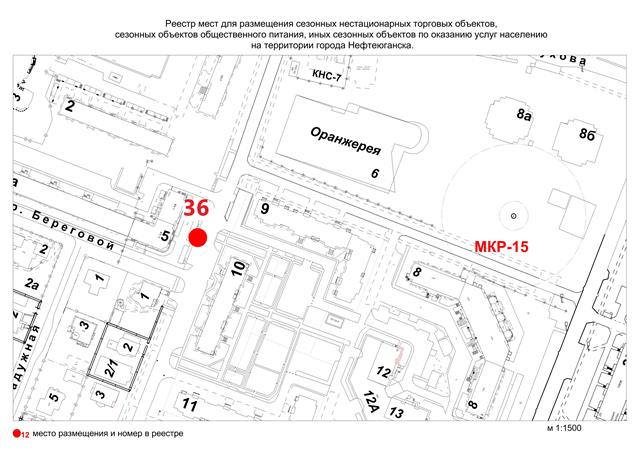 Реестр мест для размещения сезонных нестационарных торговых объектов,
сезонных объектов общественного питания, иных сезонных объектов по оказанию услуг населению
на территории города Нефтеюганска.
КНС-7
3
2
8а
8б
Оранжерея
6
36
9
р. Береговой
5
МКР-15
2
10
1
8
2а
1
2
3
2
2/1
12
3
5
11
12А
13
8
12 место размещения и номер в реестре
м 1:1500